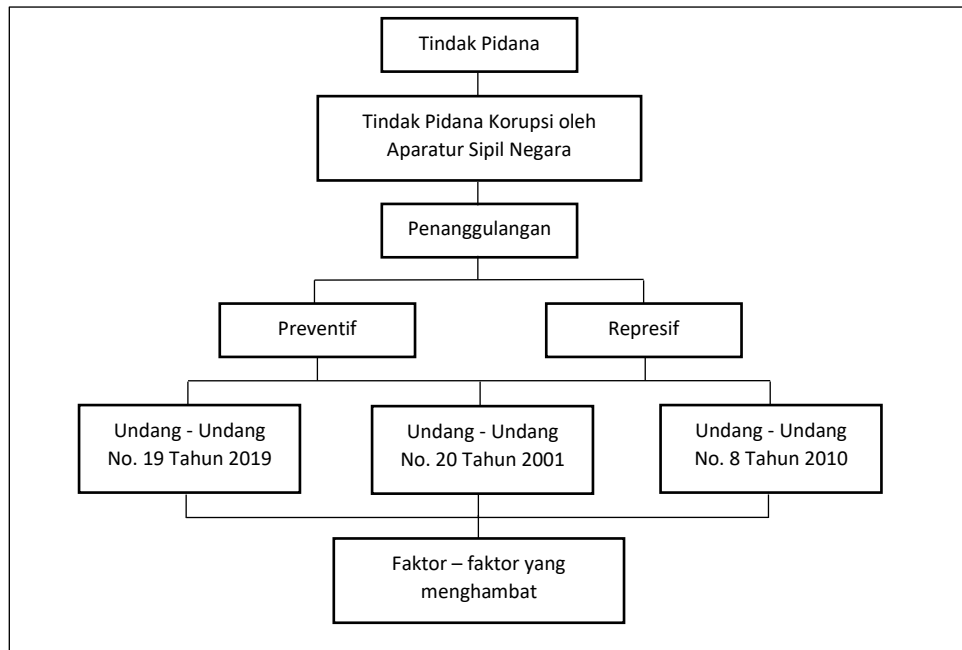 Tindak Pidana
Tindak Pidana Korupsi oleh
Aparatur Sipil Negara
Penanggulangan
Preventif
Represif
Undang - Undang
No. 19 Tahun 2019
Undang - Undang
No. 20 Tahun 2001
Undang - Undang
No. 8 Tahun 2010
Faktor – faktor yang
menghambat